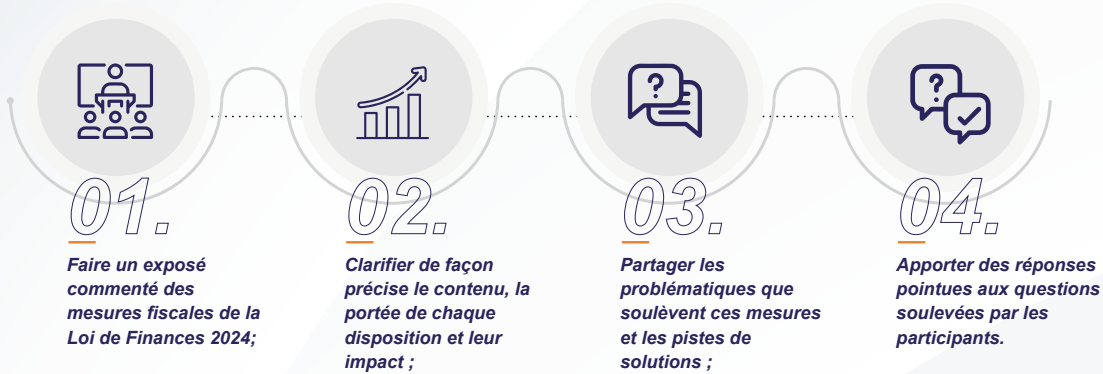 01.
Faire un exposé
commenté des
mesures fiscales de la
Loi de Finances 2024;
02.
Clarifier de façon
précise le contenu, la
portée de chaque
disposition et leur
impact ;
03.
Partager les
problématiques que
soulèvent ces mesures
et les pistes de
solutions ;
04.
Apporter des réponses
pointues aux questions
soulevées par les
participants.